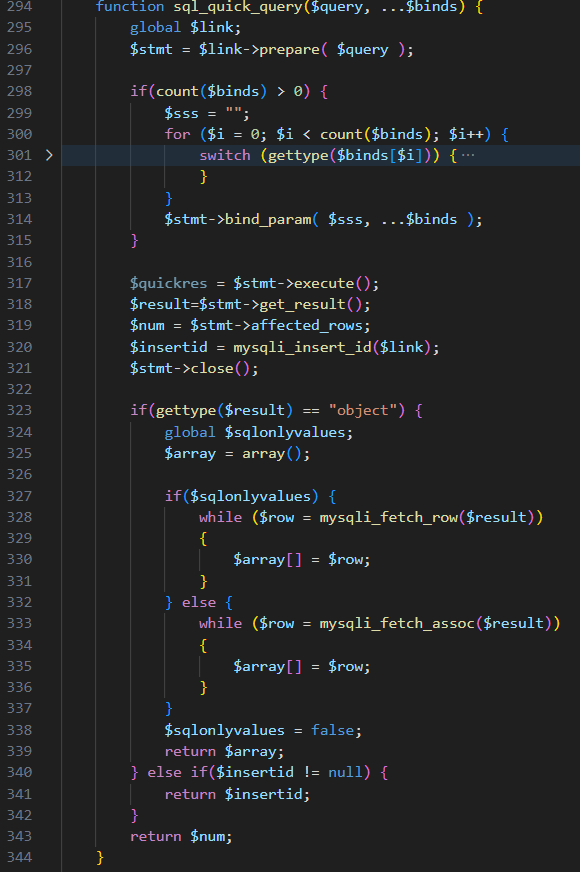 294 function sql_quick_query($query, ...$binds) {
295 global $link;
296 $stmt = $link->prepare( $query );
297
298 if(count($binds) > 0) {
299 $sss = "";
300 for ($i = 0; $i < count($binds); $i++) {
301 > switch (gettype($binds[$i])) { ⋯
312 }
313 }
314 $stmt->bind_param( $sss, ...$binds );
315 }
316
317 $quickres = $stmt->execute();
318 $result=$stmt->get_result();
319 $num = $stmt->affected_rows;
320 $insertid = mysqli_insert_id($link);
321 $stmt->close();
322
323 if(gettype($result) == "object") {
324 global $sqlonlyvalues;
325 $array = array();
326
327 if($sqlonlyvalues) {
328 while ($row = mysqli_fetch_row($result))
329 {
330 $array[] = $row;
331 }
332 } else {
333 while ($row = mysqli_fetch_assoc($result))
334 {
335 $array[] = $row;
336 }
337 }
338 $sqlonlyvalues = false;
339 return $array;
340 } else if($insertid != null) {
341 return $insertid;
342 }
343 return $num;
344 }